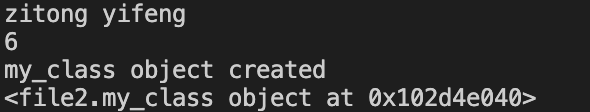 zitong yifeng
6
my_class object created
<file2.my_class object at 0x102d4e040>